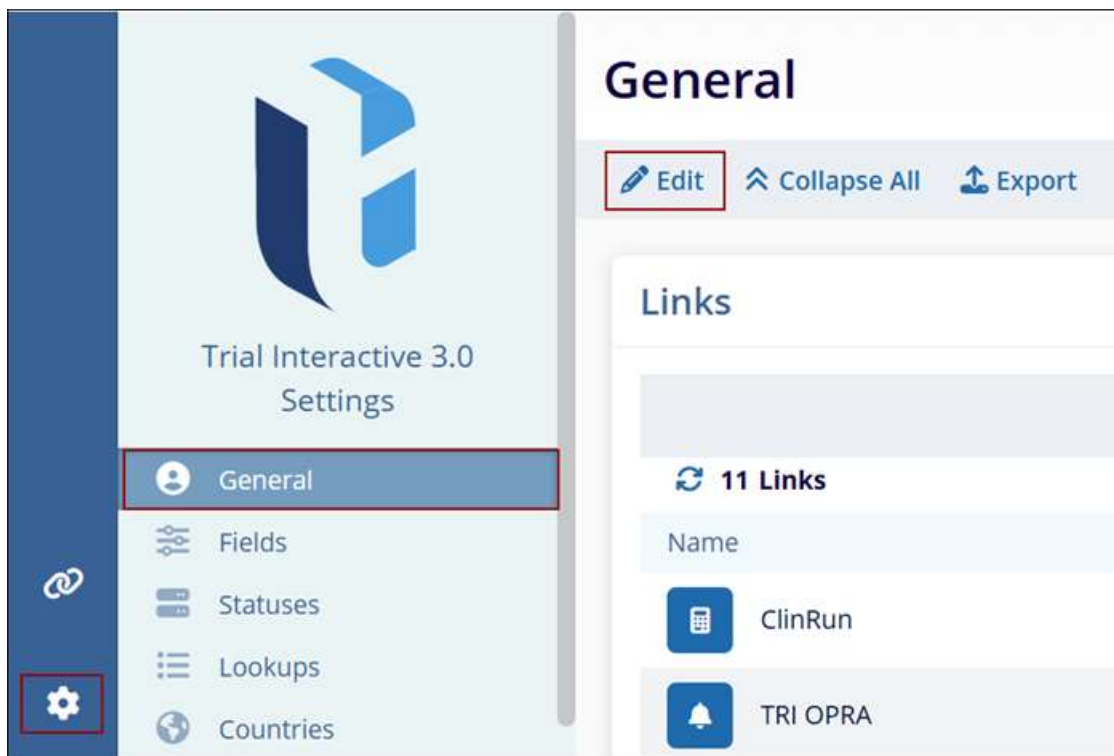 Trial Interactive 3.0
Settings
General
Fields
Statuses
Lookups
Countries
General
Edit
Collapse All
Export
Links
11 Links
Name
ClinRun
TRI OPRA